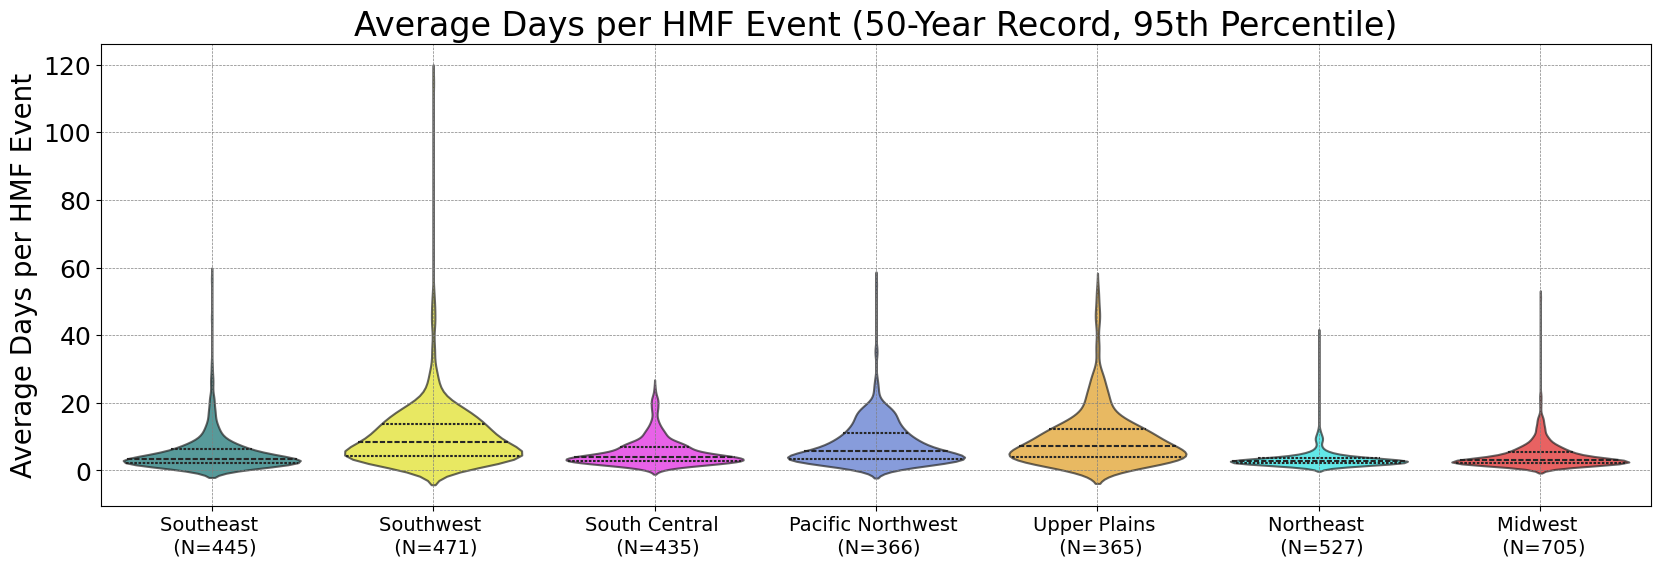 Average Days per HMF Event (50-Year Record, 95th Percentile)
Average Days per HMF Event
120
100
80
60
40
20
0
Southeast
(N=445)
Southwest
(N=471)
South Central
(N=435)
Pacific Northwest
(N=366)
Upper Plains
(N=365)
Northeast
(N=527)
Midwest
(N=705)